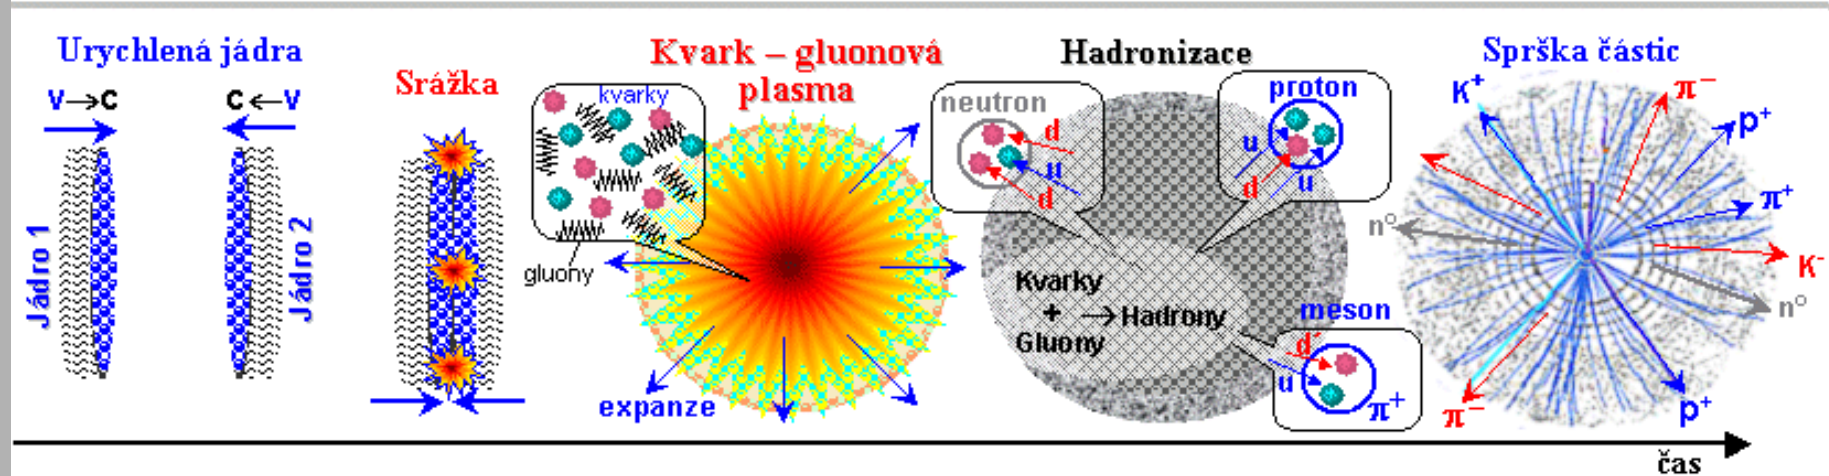 Urychlená jádra
V→C
C←V
Jádro 1
Jádro 2
Srážka
Kvark – gluonová
plasma
kvarky
gluony
expanze
Hadronizace
neutron
d
u
d
proton
u
d
u
Kvarky
+
Gluony
→ Hadrony
meson
d´
u
π⁺
Sprška částic
K⁺
π⁻
p⁺
π⁺
n°
K⁻
n°
π⁻
p⁺
čas